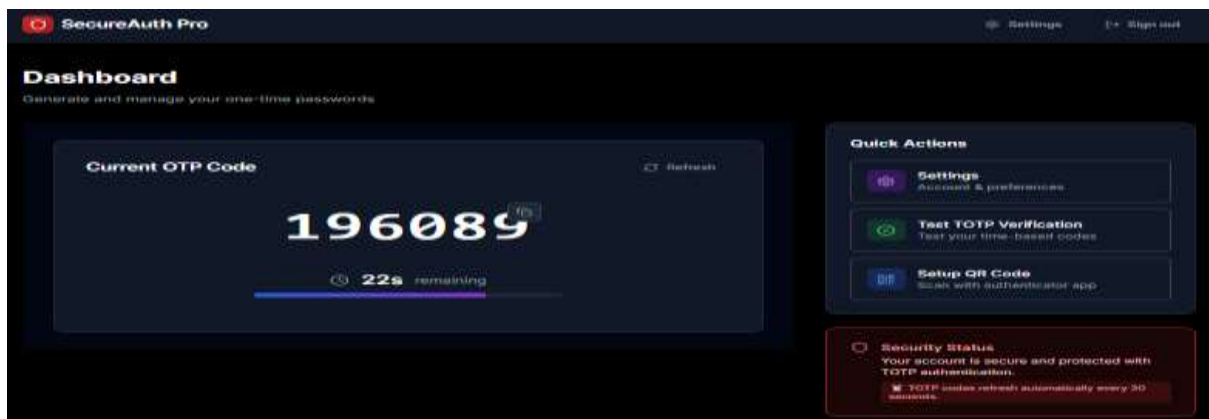 SecureAuth Pro
Settings
Sign out
Dashboard
Generate and manage your one-time passwords
Current OTP Code
Refresh
196089
22s remaining
Quick Actions
Settings
Account & preferences
Test TOTP Verification
Test your time-based codes
Setup QR Code
Scan with authenticator app
Security Status
Your account is secure and protected with
TOTP authentication.
TOTP codes refresh automatically every 30
seconds.